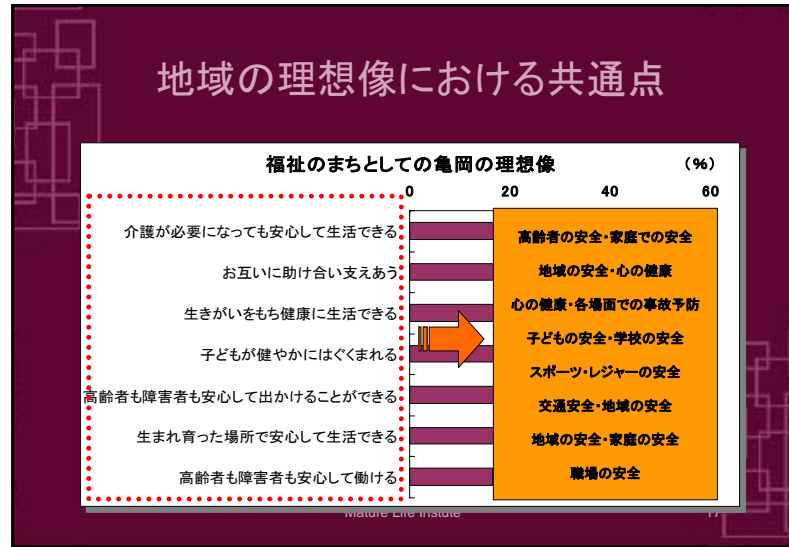 地域の理想像における共通点
福祉のまちとしての亀岡の理想像 (%)
0 20 40 60
介護が必要になっても安心して生活できる
お互いに助け合い支えあう
生きがいをもち健康に生活できる
子どもが健やかにはぐくまれる
高齢者も障害者も安心して出かけることができる
生まれ育った場所で安心して生活できる
高齢者も障害者も安心して働ける
高齢者の安全・家庭での安全
地域の安全・心の健康
心の健康・各場面での事故予防
子どもの安全・学校の安全
スポーツ・レジャーの安全
交通安全・地域の安全
地域の安全・家庭の安全
職場の安全
Mature Life Instute 17